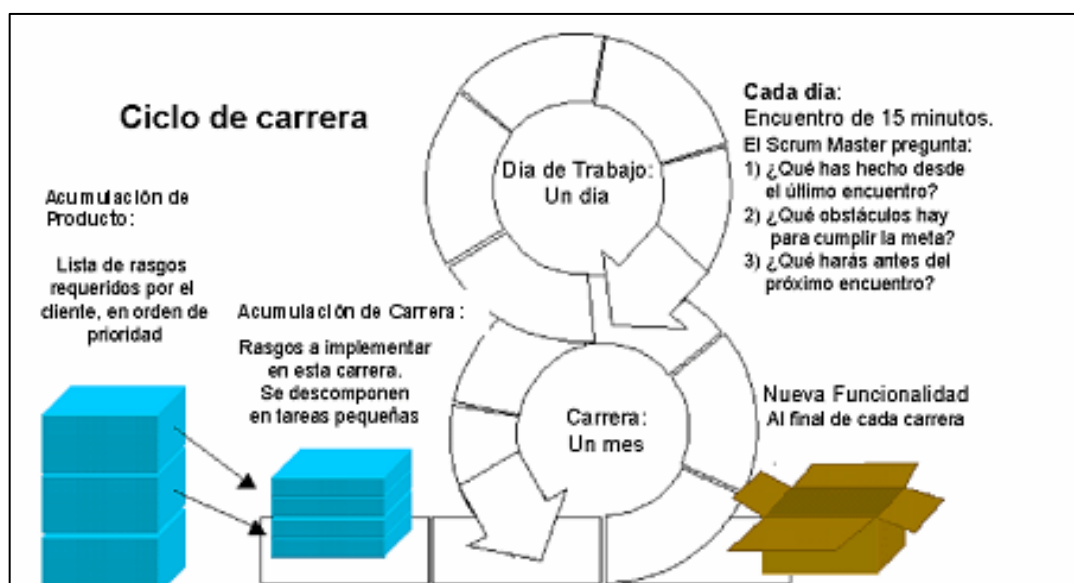 Ciclo de carrera
Acumulación de
Producto:
Lista de rasgos
requeridos por el
cliente, en orden de
prioridad
Acumulación de Carrera:
Rasgos a implementar
en esta carrera.
Se descomponen
en tareas pequeñas
Día de Trabajo:
Un día
Cada día:
Encuentro de 15 minutos.
El Scrum Master pregunta:
1) ¿Qué has hecho desde
el último encuentro?
2) ¿Qué obstáculos hay
para cumplir la meta?
3) ¿Qué harás antes del
próximo encuentro?
Carrera:
Un mes
Nueva Funcionalidad
Al final de cada carrera